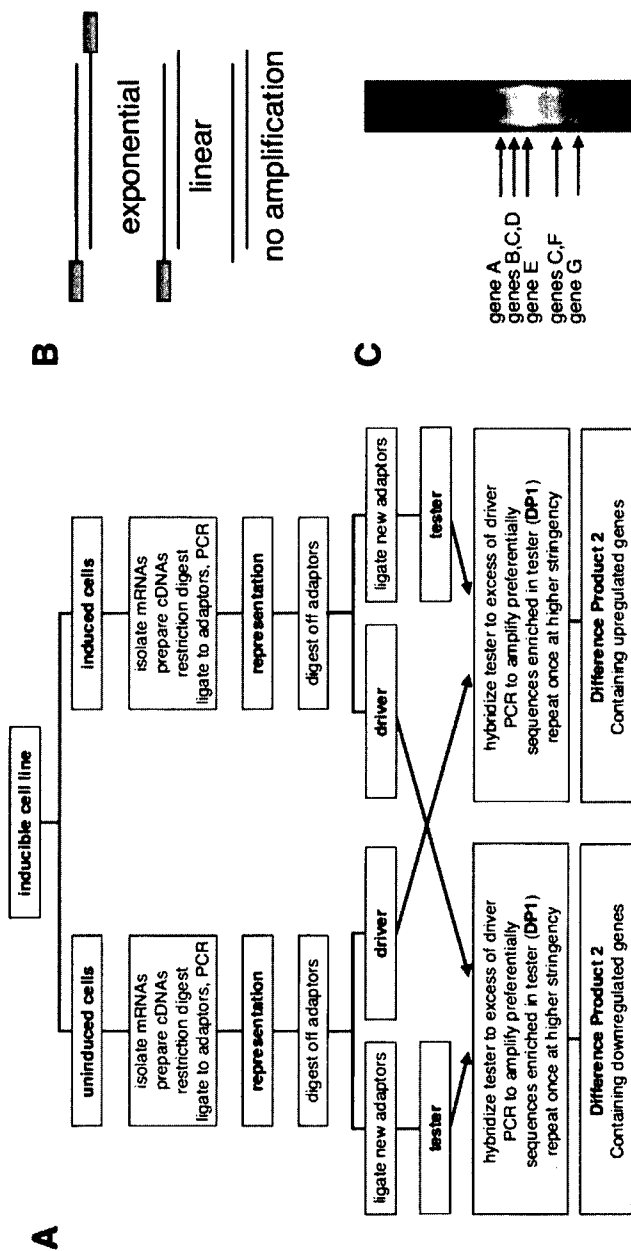 A
inducible cell line
uninduced cells
induced cells
isolate mRNAs
prepare cDNAs
restriction digest
ligate to adaptors, PCR
isolate mRNAs
prepare cDNAs
restriction digest
ligate to adaptors, PCR
representation
representation
digest off adaptors
digest off adaptors
ligate new adaptors
driver
driver
ligate new adaptors
tester
tester
hybridize tester to excess of driver
PCR to amplify preferentially
sequences enriched in tester (DP1)
repeat once at higher stringency
hybridize tester to excess of driver
PCR to amplify preferentially
sequences enriched in tester (DP1)
repeat once at higher stringency
Difference Product 2
Containing downregulated genes
Difference Product 2
Containing upregulated genes
B
exponential
linear
no amplification
C
gene A
genes B,C,D
gene E
genes C,F
gene G